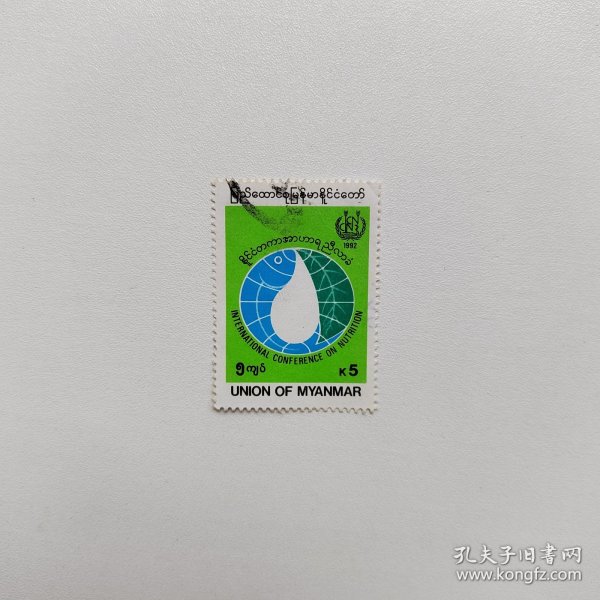 ပြည်ထောင်စုမြန်မာနိုင်ငံတော်
1992
နိုင်ငံတကာအာဟာရညီလာခံ
INTERNATIONAL CONFERENCE ON NUTRITION
၅ကျပ် K5
UNION OF MYANMAR
孔夫子旧书网
www.kongfz.com